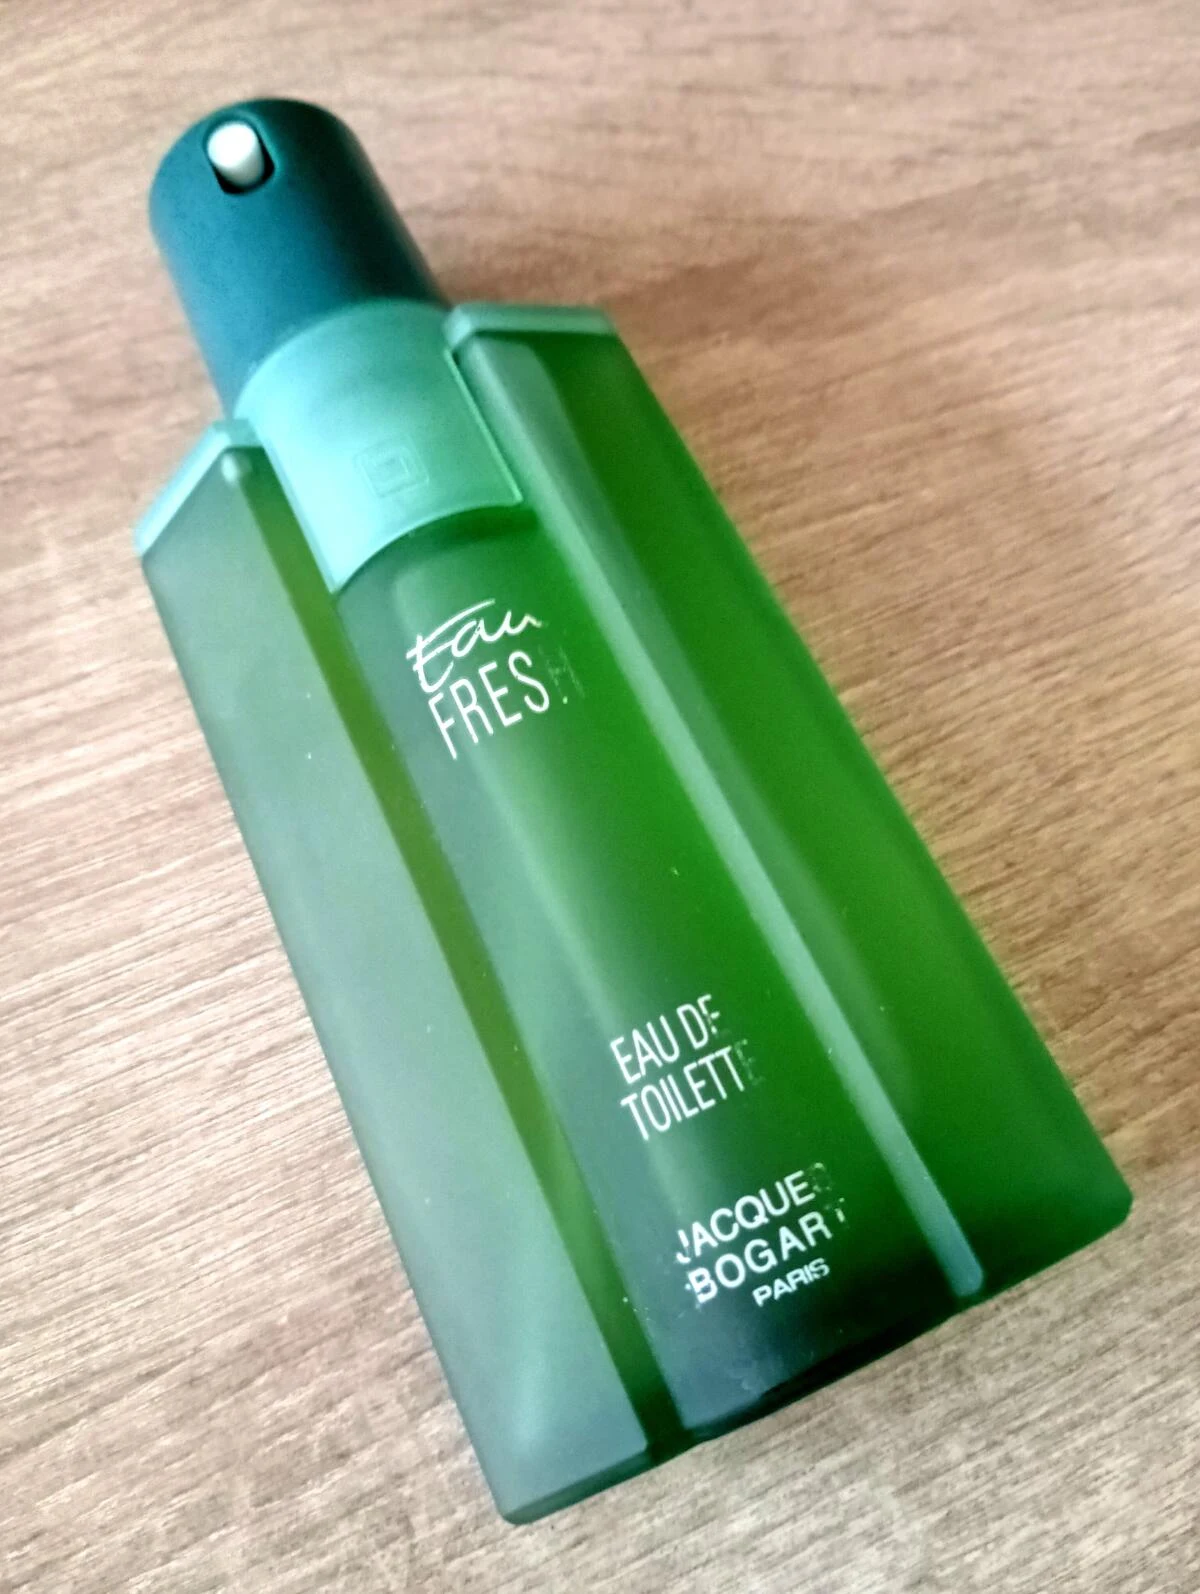 Eau
FRESH
EAU DE
TOILETTE
JACQUES
BOGART
PARIS